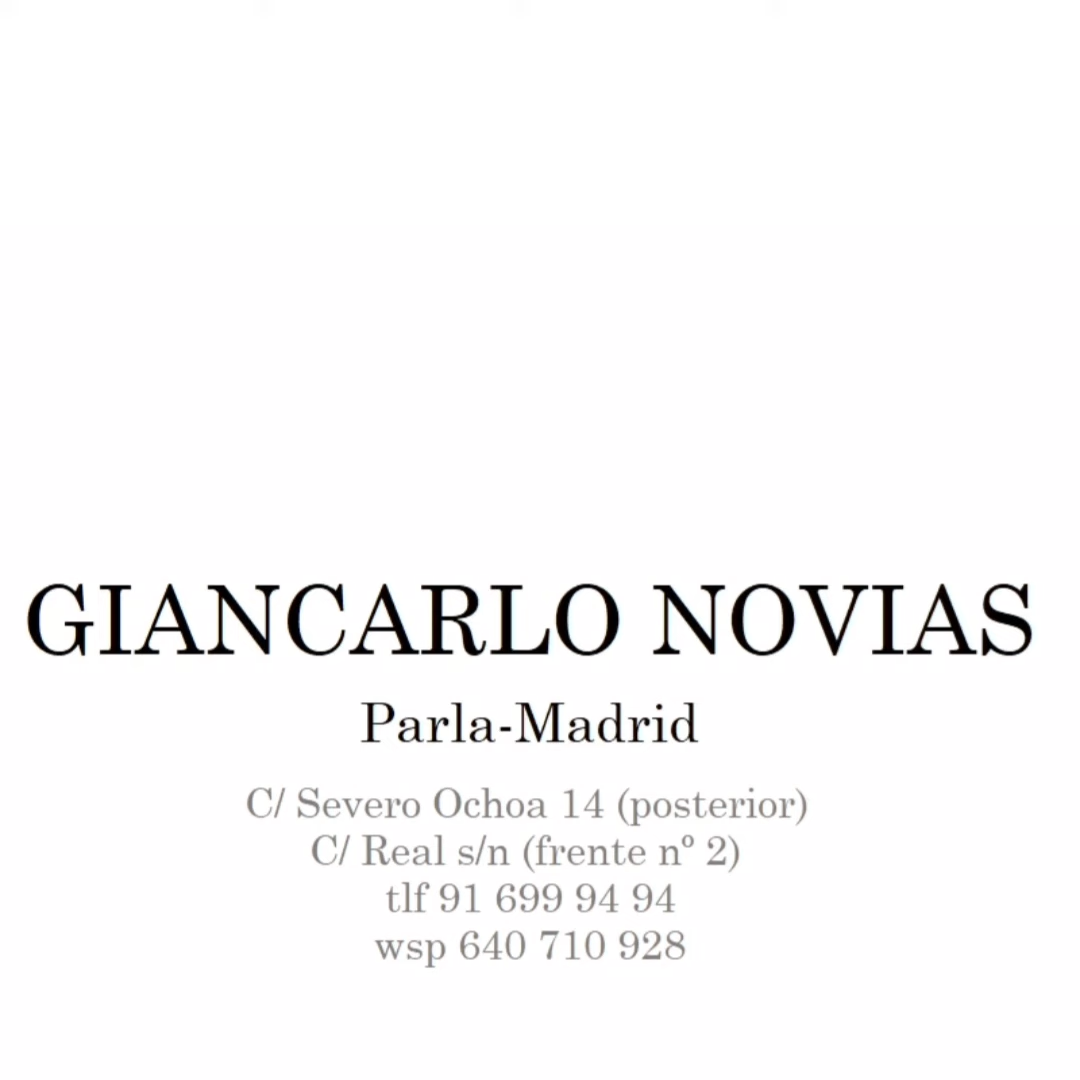 GIANCARLO NOVIAS
Parla-Madrid
C/ Severo Ochoa 14 (posterior)
C/ Real s/n (frente nº 2)
tlf 91 699 94 94
wsp 640 710 928